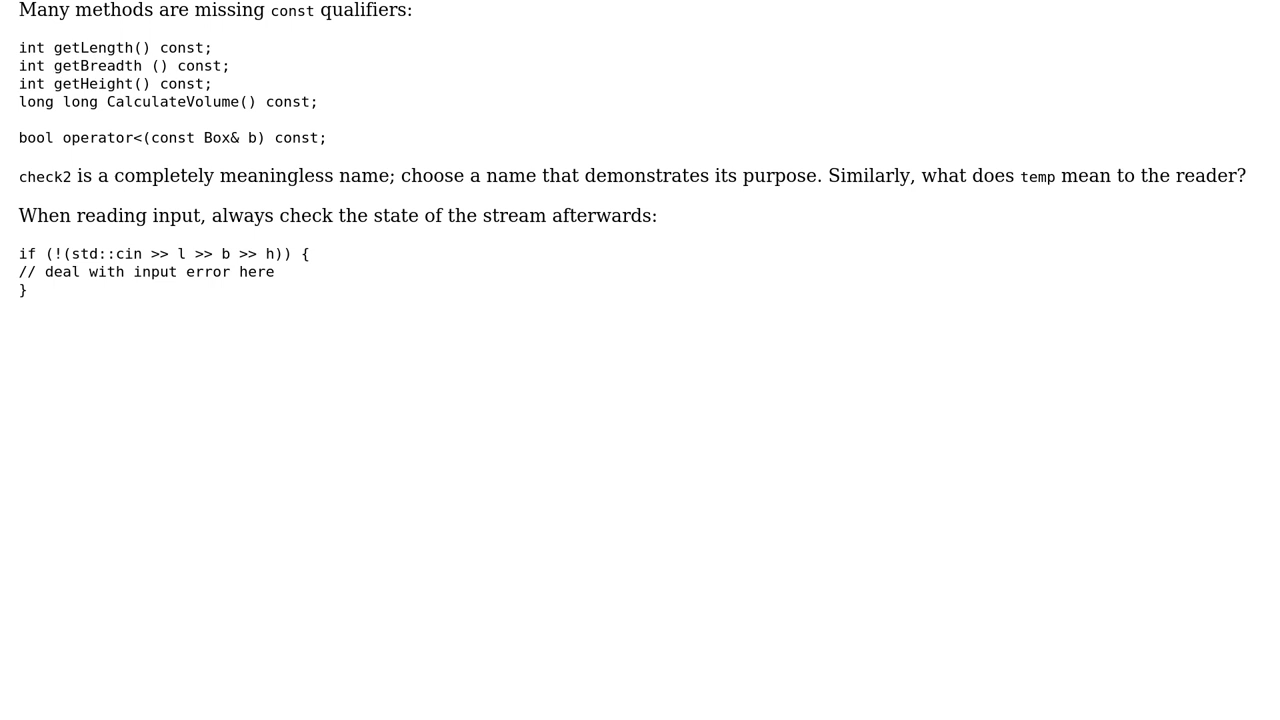 Many methods are missing const qualifiers:
int getLength() const;
int getBreadth () const;
int getHeight() const;
long long CalculateVolume() const;
bool operator<(const Box& b) const;
check2 is a completely meaningless name; choose a name that demonstrates its purpose. Similarly, what does temp mean to the reader?
When reading input, always check the state of the stream afterwards:
if (!(std::cin >> l >> b >> h)) {
// deal with input error here
}